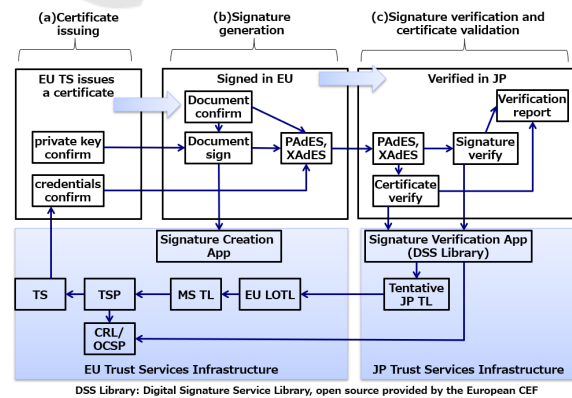 (a)Certificate
issuing
(b)Signature
generation
(c)Signature verification and
certificate validation
EU TS issues
a certificate
private key
confirm
credentials
confirm
Signed in EU
Document
confirm
Document
sign
PAdES,
XAdES
Verified in JP
Verification
report
PAdES,
XAdES
Signature
verify
Certificate
verify
Signature Creation
App
Signature Verification App
(DSS Library)
TS
TSP
MS TL
EU LOTL
Tentative
JP TL
CRL/
OCSP
EU Trust Services Infrastructure
JP Trust Services Infrastructure
DSS Library: Digital Signature Service Library, open source provided by the European CEF